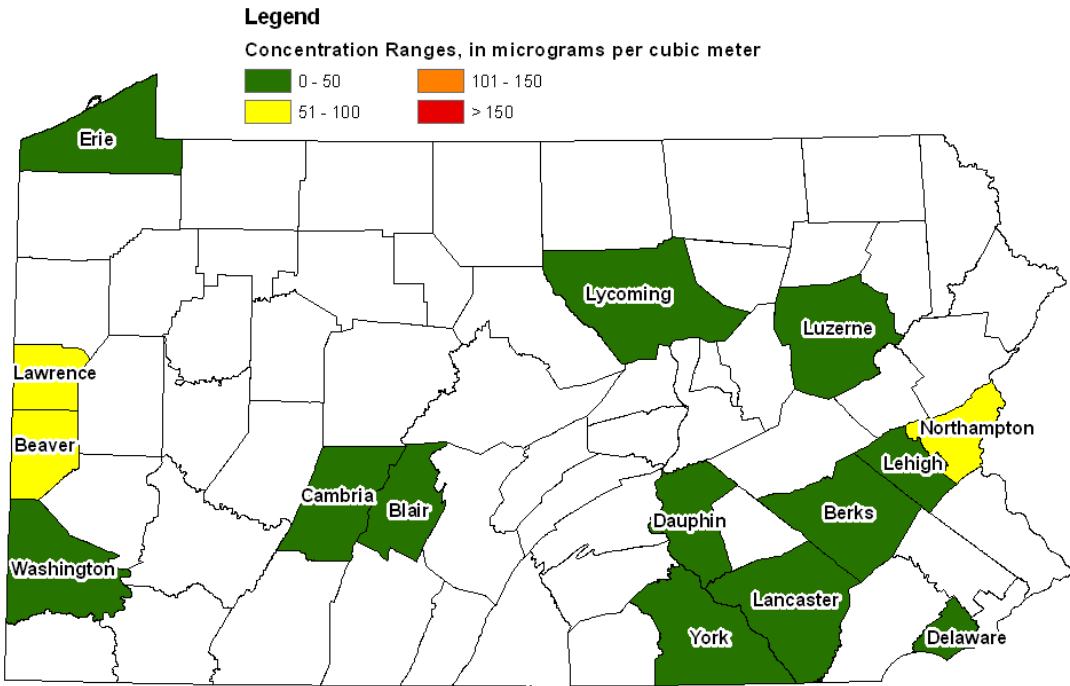 Legend
Concentration Ranges, in micrograms per cubic meter
0 - 50
101 - 150
51 - 100
> 150
Erie
Lycoming
Luzerne
Lawrence
Northampton
Beaver
Lehigh
Cambria
Blair
Berks
Dauphin
Washington
Lancaster
York
Delaware